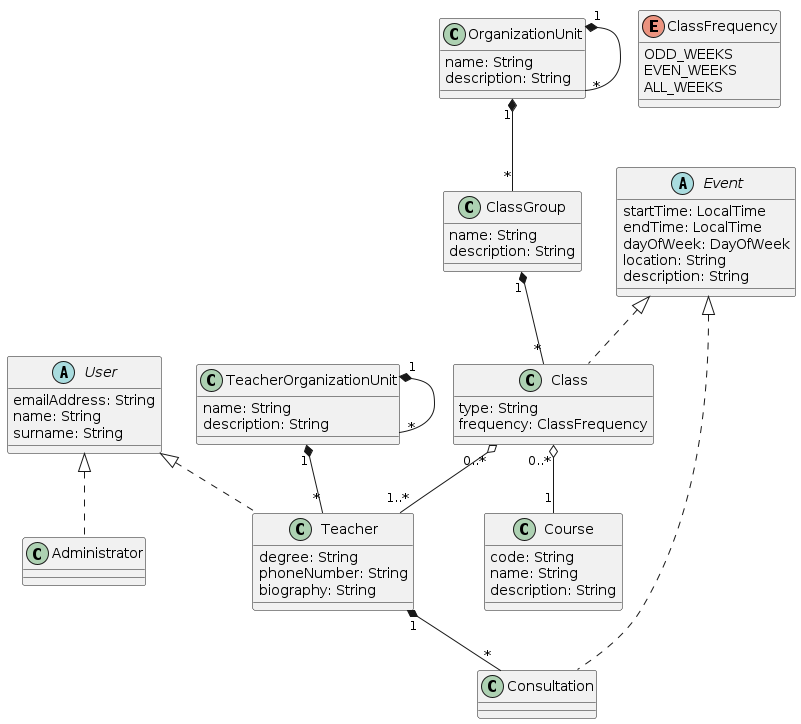 1
C OrganizationUnit
name: String
description: String
*
1
E ClassFrequency
ODD_WEEKS
EVEN_WEEKS
ALL_WEEKS
*
C ClassGroup
name: String
description: String
1
A Event
startTime: LocalTime
endTime: LocalTime
dayOfWeek: DayOfWeek
location: String
description: String
*
A User
emailAddress: String
name: String
surname: String
1
C TeacherOrganizationUnit
name: String
description: String
*
1
C Class
type: String
frequency: ClassFrequency
0..*
0..*
*
1..*
1
C Administrator
C Teacher
degree: String
phoneNumber: String
biography: String
C Course
code: String
name: String
description: String
1
*
C Consultation